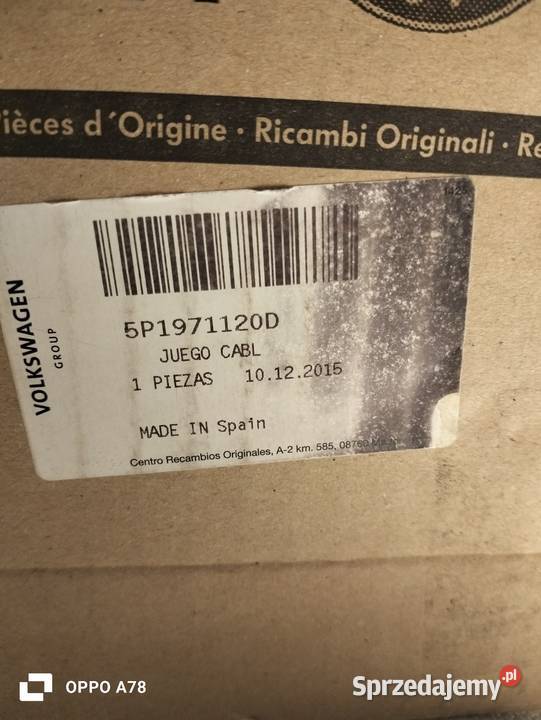 ièces d´Origine · Ricambi Originali · Re
VOLKSWAGEN
GROUP
5P1971120D
JUEGO CABL
1 PIEZAS 10.12.2015
MADE IN Spain
Centro Recambios Originales, A-2 km. 585, 08760
OPPO A78
Sprzedajemy.pl